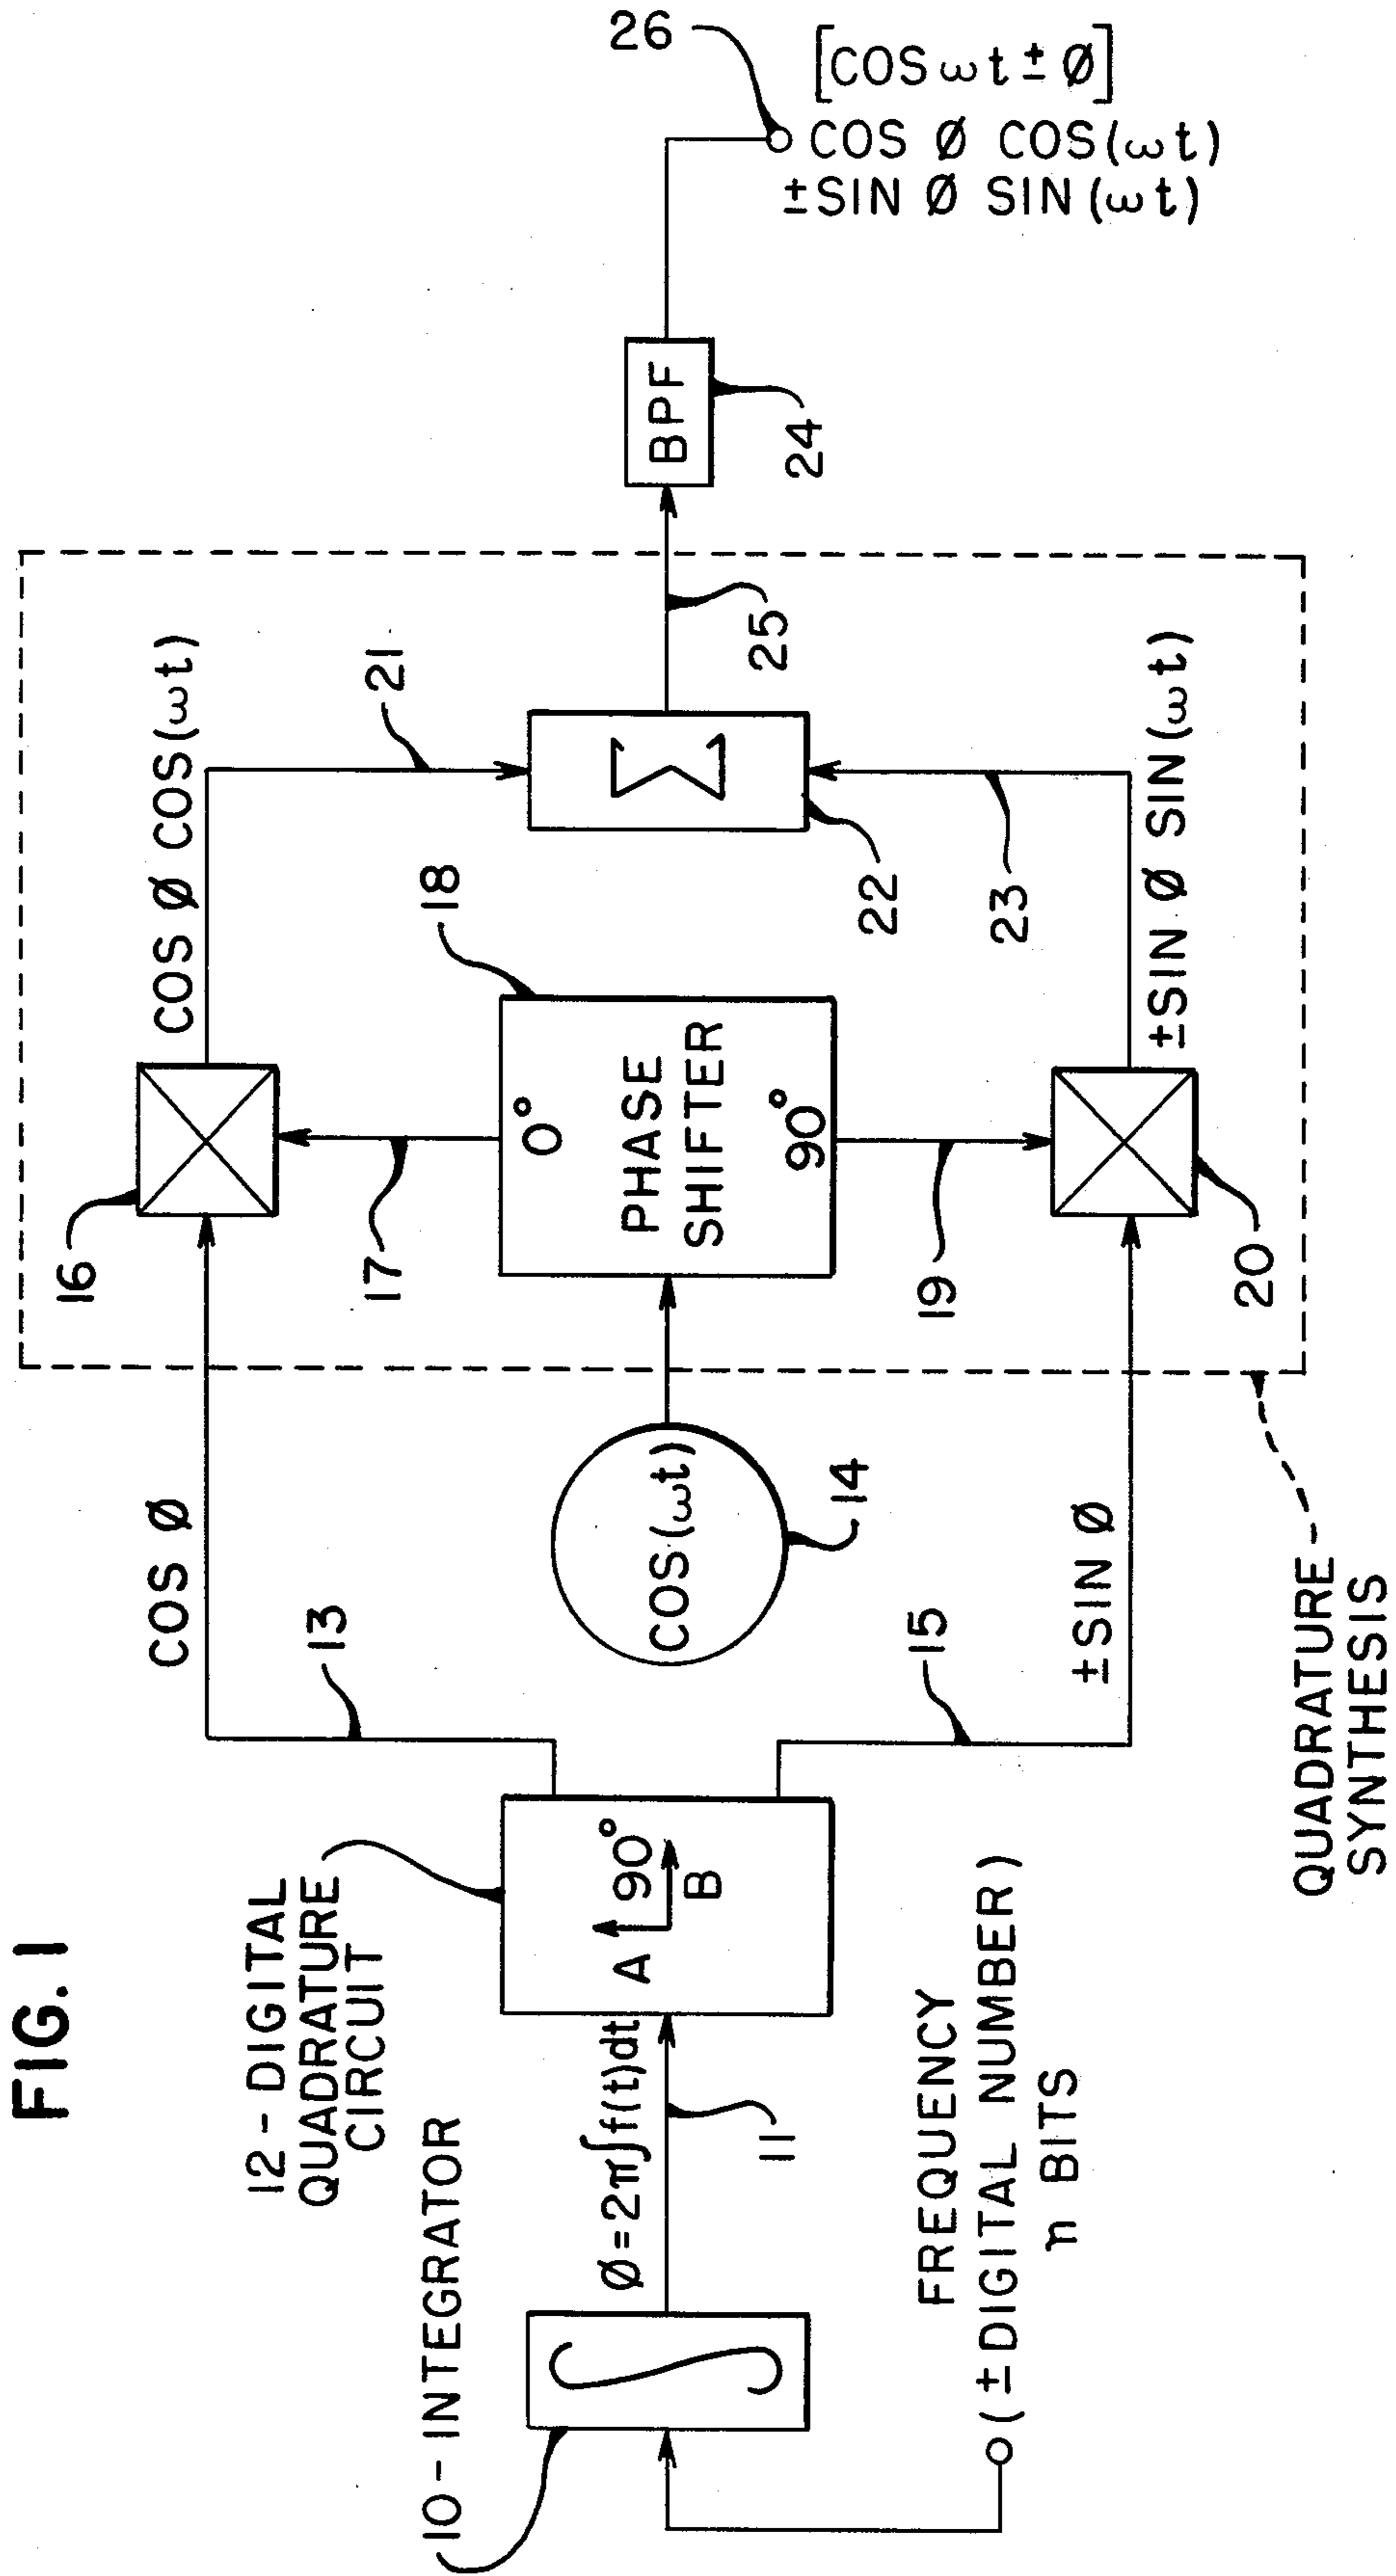 FIG. 1
10 - INTEGRATOR
12 - DIGITAL
QUADRATURE
CIRCUIT
Ø = 2π∫f(t)dt
11
FREQUENCY
(± DIGITAL NUMBER)
η BITS
A
90°
B
13
COS Ø
15
±SIN Ø
COS(ωt)
14
QUADRATURE -
SYNTHESIS
16
17
0°
PHASE
SHIFTER
90°
18
19
20
COS Ø COS(ωt)
21
Σ
22
23
±SIN Ø SIN(ωt)
25
BPF
24
26
[COS ωt ± Ø]
COS Ø COS(ωt)
±SIN Ø SIN(ωt)